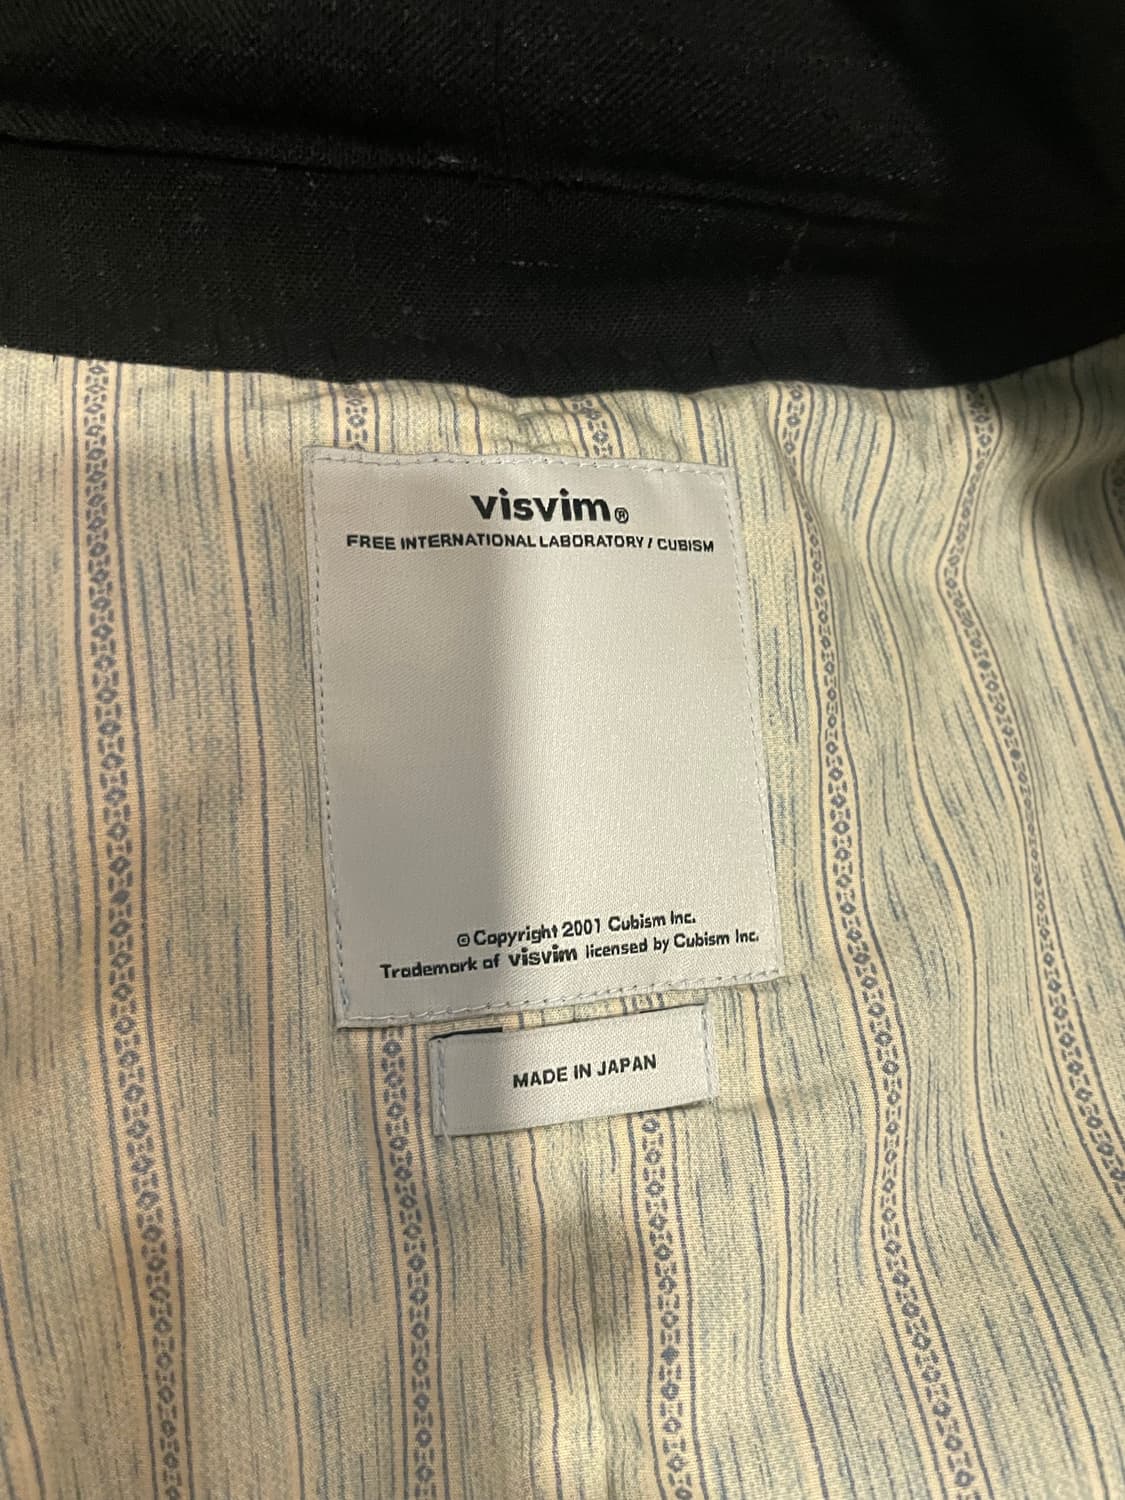 visvim®
FREE INTERNATIONAL LABORATORY / CUBISM
© Copyright 2001 Cubism Inc.
Trademark of visvim licensed by Cubism Inc.
MADE IN JAPAN